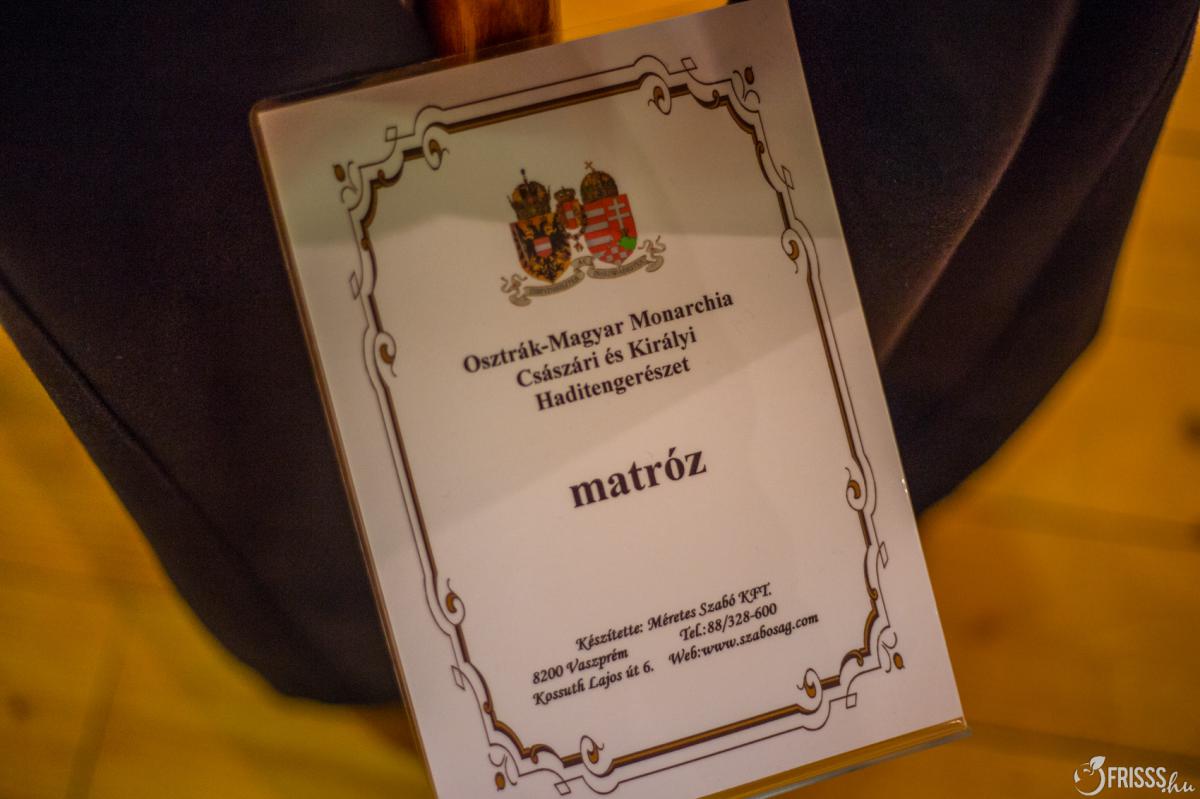 Osztrák-Magyar Monarchia
Császári és Királyi
Haditengerészet
matróz
Készítette: Méretes Szabó KFT.
8200 Vaszprém Tel.:88/328-600
Kossuth Lajos út 6. Web:www.szabosag.com
FRISSS.hu